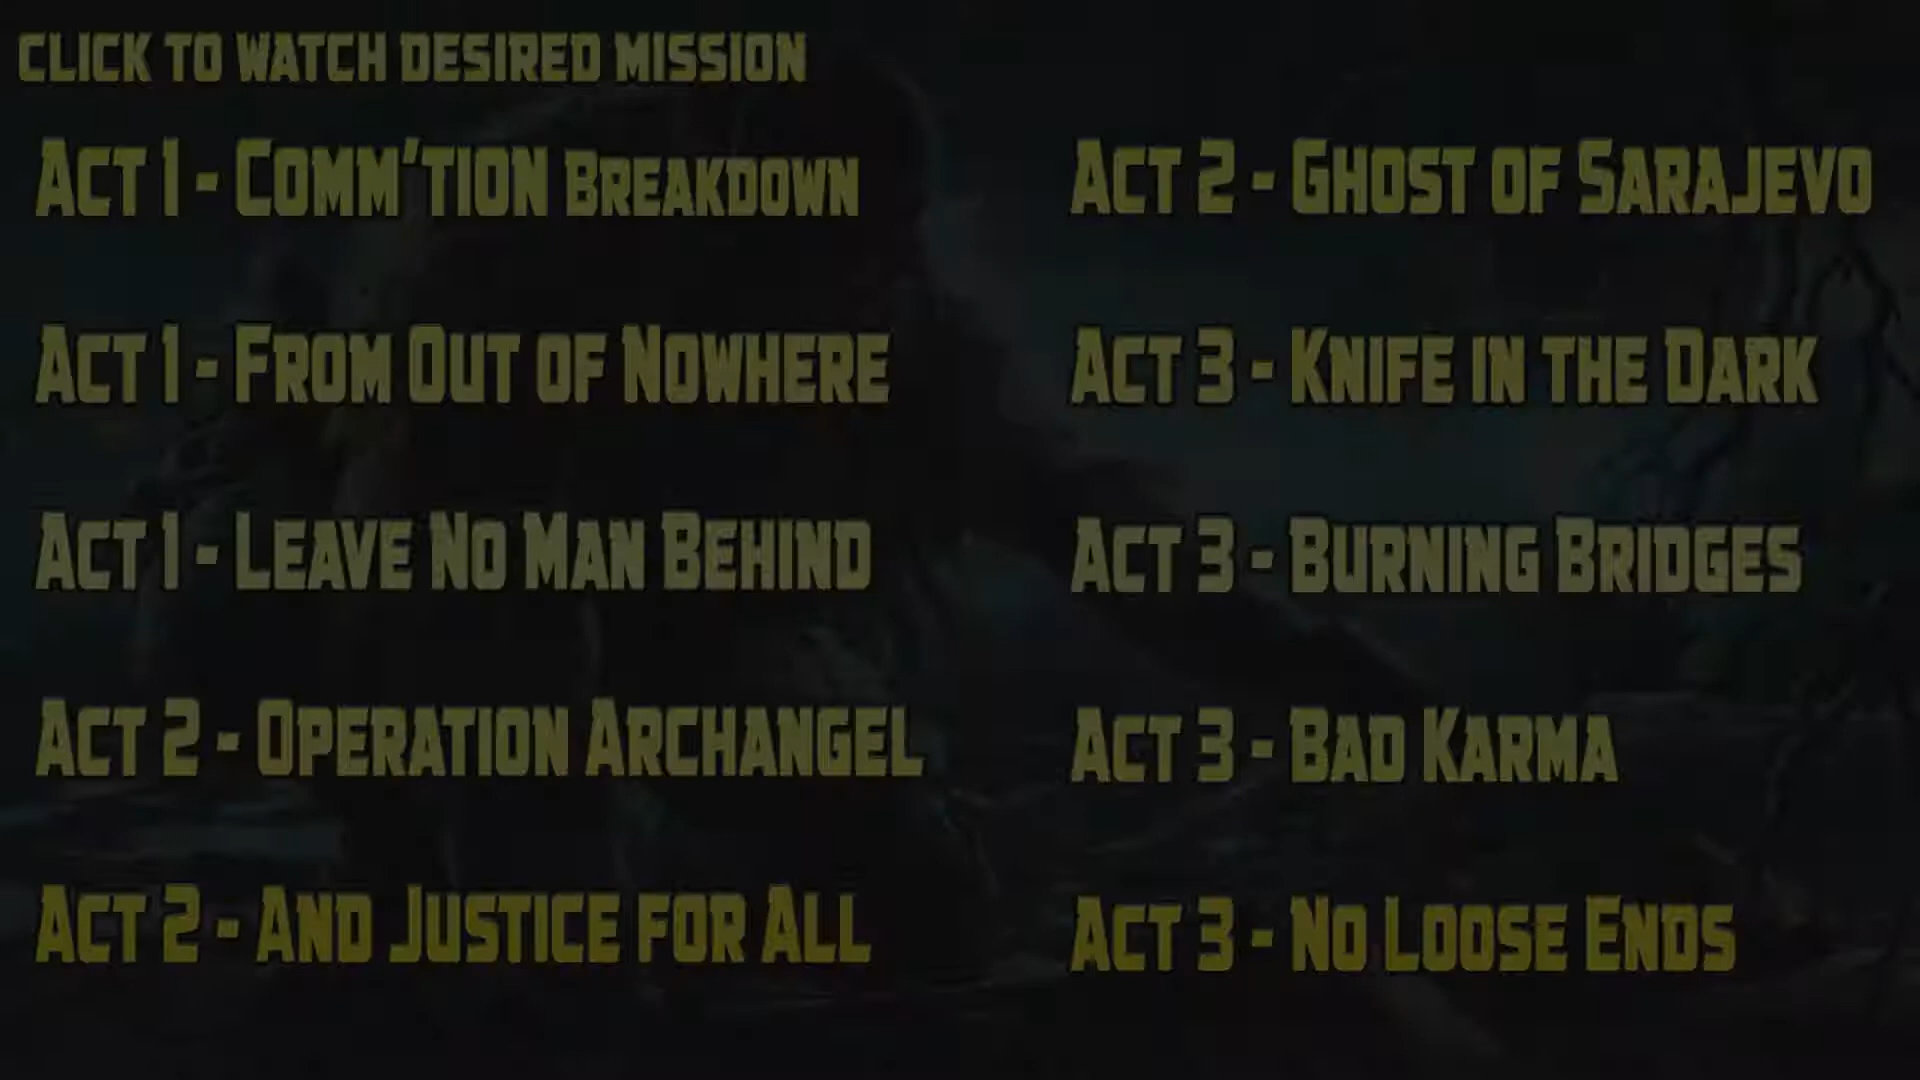 CLICK TO WATCH DESIRED MISSION
ACT 1 - COMM'TION BREAKDOWN
ACT 1 - FROM OUT OF NOWHERE
ACT 1 - LEAVE NO MAN BEHIND
ACT 2 - OPERATION ARCHANGEL
ACT 2 - AND JUSTICE FOR ALL
ACT 2 - GHOST OF SARAJEVO
ACT 3 - KNIFE IN THE DARK
ACT 3 - BURNING BRIDGES
ACT 3 - BAD KARMA
ACT 3 - NO LOOSE ENDS